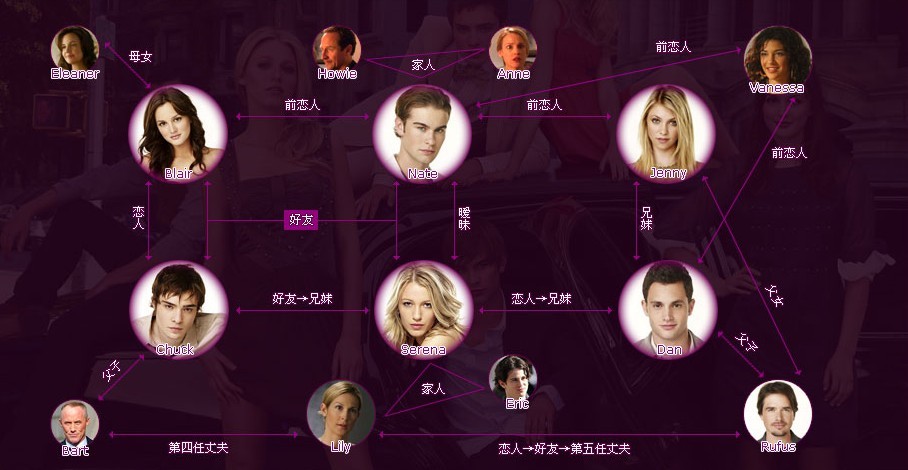 母女
前恋人
Eleaner
Howie
家人
Anne
Vanessa
前恋人
前恋人
前恋人
Blair
Nate
Jenny
恋人
好友
暧昧
兄妹
好友→兄妹
恋人→兄妹
父女
Chuck
Serena
Dan
父子
父子
家人
Eric
Bart
第四任丈夫
Lily
恋人→好友→第五任丈夫
Rufus